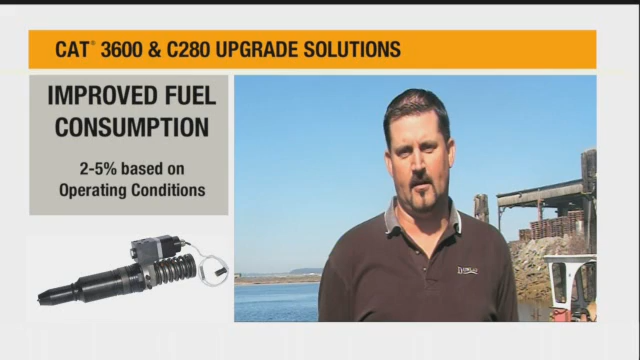 CAT® 3600 & C280 UPGRADE SOLUTIONS
IMPROVED FUEL
CONSUMPTION
2-5% based on
Operating Conditions